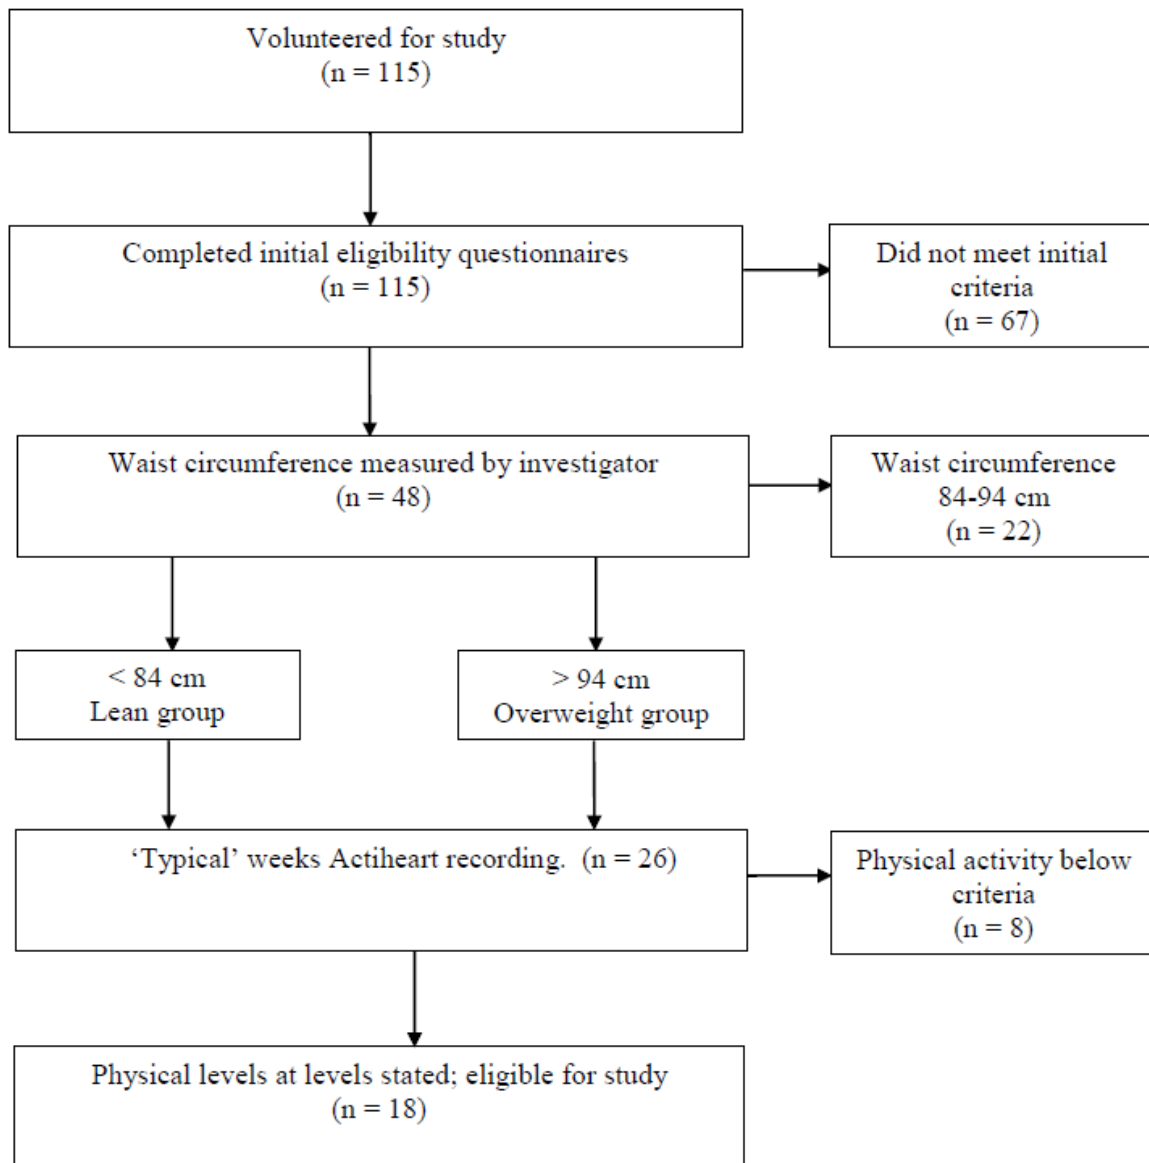 Volunteered for study
(n = 115)
Completed initial eligibility questionnaires
(n = 115)
Did not meet initial
criteria
(n = 67)
Waist circumference measured by investigator
(n = 48)
Waist circumference
84-94 cm
(n = 22)
< 84 cm
Lean group
> 94 cm
Overweight group
‘Typical’ weeks Actiheart recording.  (n = 26)
Physical activity below
criteria
(n = 8)
Physical levels at levels stated; eligible for study
(n = 18)